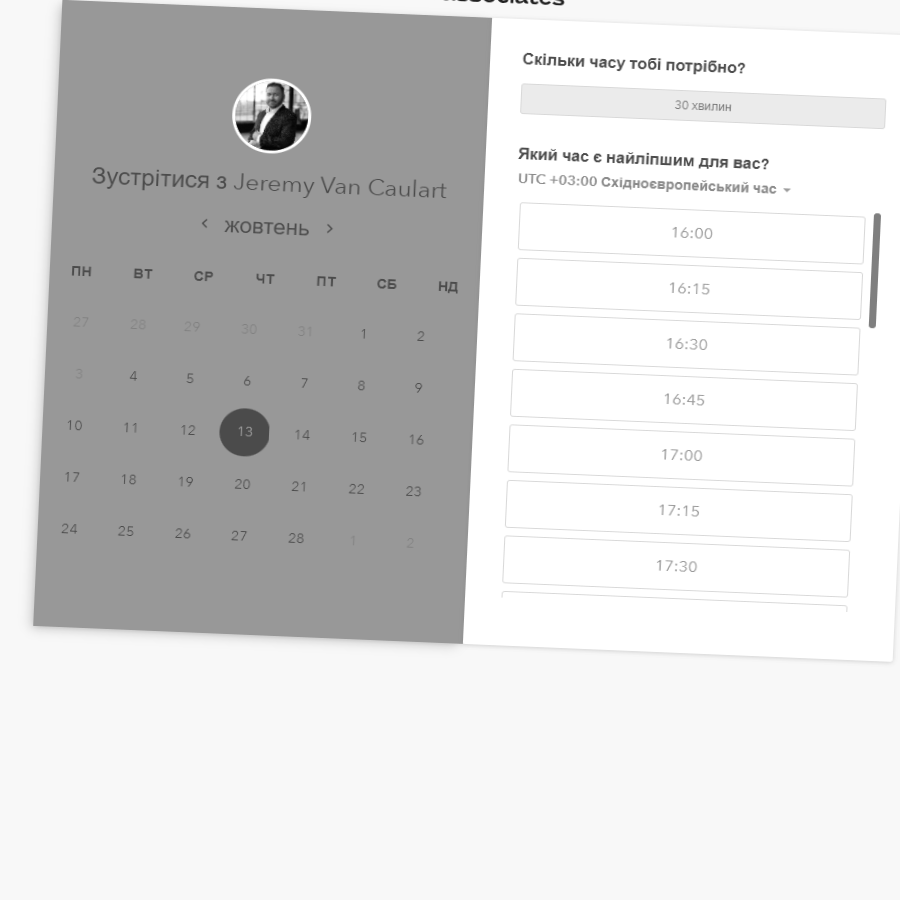 Зустрітися з Jeremy Van Caulart
‹ жовтень ›
ПН ВТ СР ЧТ ПТ СБ НД
27 28 29 30 31 1 2
3 4 5 6 7 8 9
10 11 12 13 14 15 16
17 18 19 20 21 22 23
24 25 26 27 28 1 2
Скільки часу тобі потрібно?
30 хвилин
Який час є найліпшим для вас?
UTC +03:00 Східноєвропейський час
16:00
16:15
16:30
16:45
17:00
17:15
17:30